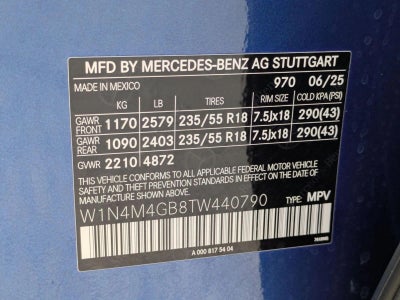 MFD BY MERCEDES-BENZ AG STUTTGART
MADE IN MEXICO 970 06/25
KG LB TIRES RIM SIZE COLD KPA(PSI)
GAWR FRONT 1170 2579 235/55 R18 7.5Jx18 290(43)
GAWR REAR 1090 2403 235/55 R18 7.5Jx18 290(43)
GVWR 2210 4872
THIS VEHICLE CONFORMS TO ALL APPLICABLE FEDERAL MOTOR VEHICLE SAFETY AND THEFT PREVENTION STANDARDS IN EFFECT ON THE DATE OF MANUFACTURE SHOWN ABOVE.
W1N4M4GB8TW440790 TYPE: MPV
A 000 817 54 04